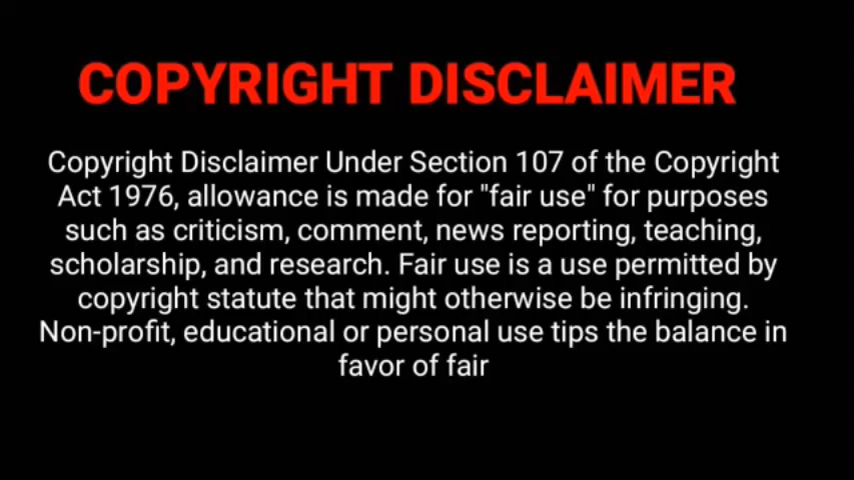 COPYRIGHT DISCLAIMER
Copyright Disclaimer Under Section 107 of the Copyright
Act 1976, allowance is made for "fair use" for purposes
such as criticism, comment, news reporting, teaching,
scholarship, and research. Fair use is a use permitted by
copyright statute that might otherwise be infringing.
Non-profit, educational or personal use tips the balance in
favor of fair